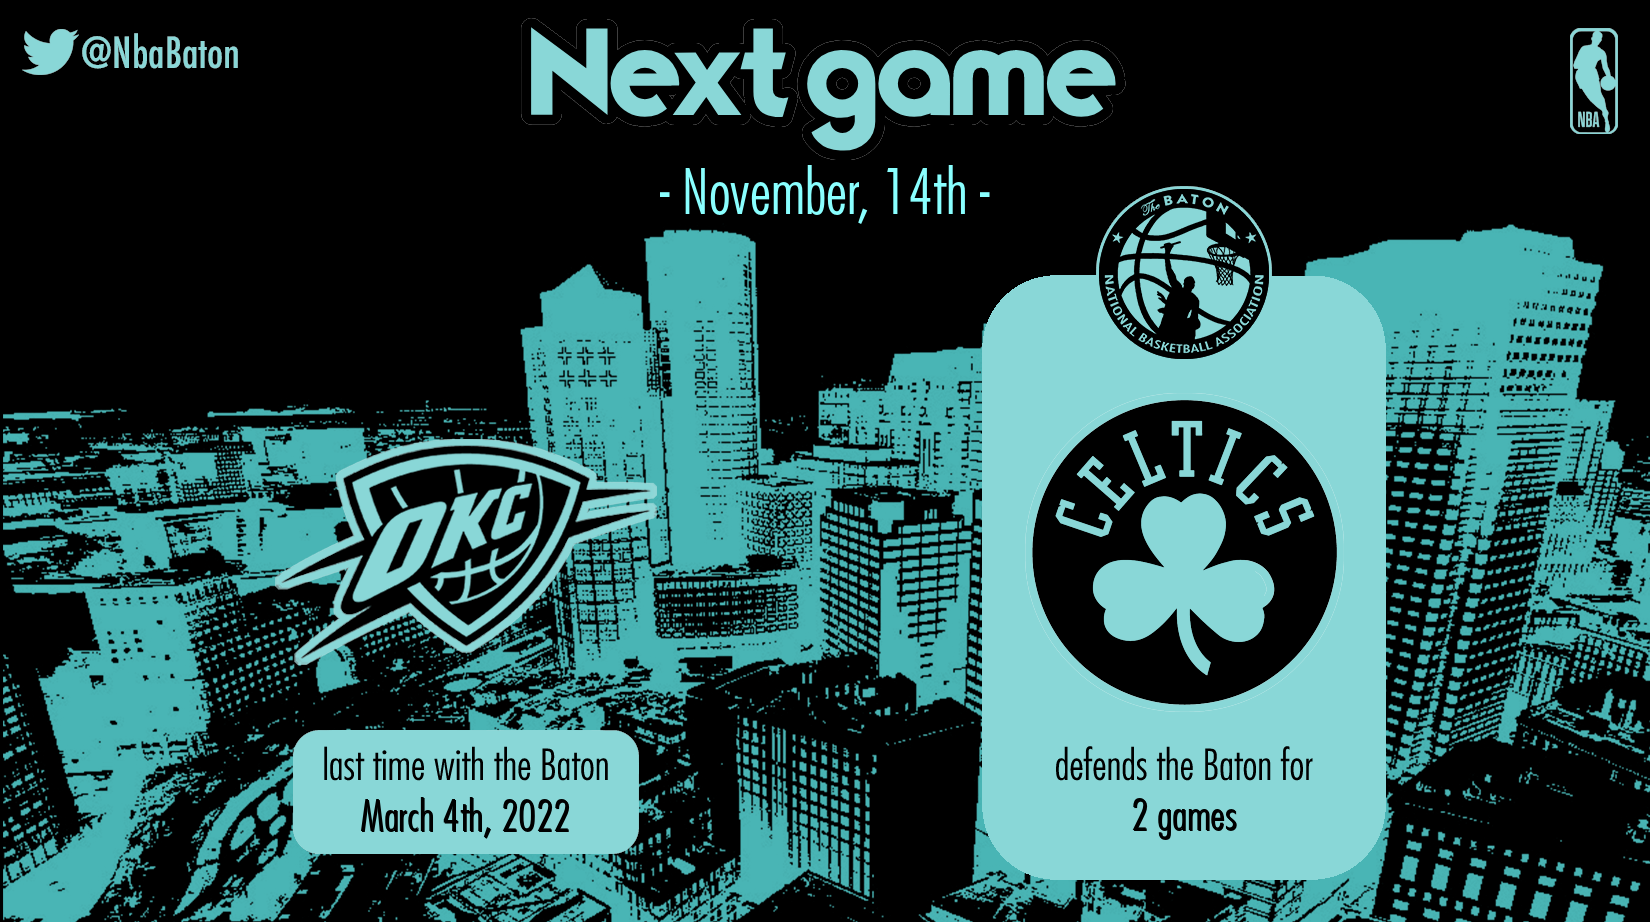 @NbaBaton
Next game
NBA
- November, 14th -
The BATON
NATIONAL BASKETBALL ASSOCIATION
CELTICS
OKC
last time with the Baton
March 4th, 2022
defends the Baton for
2 games